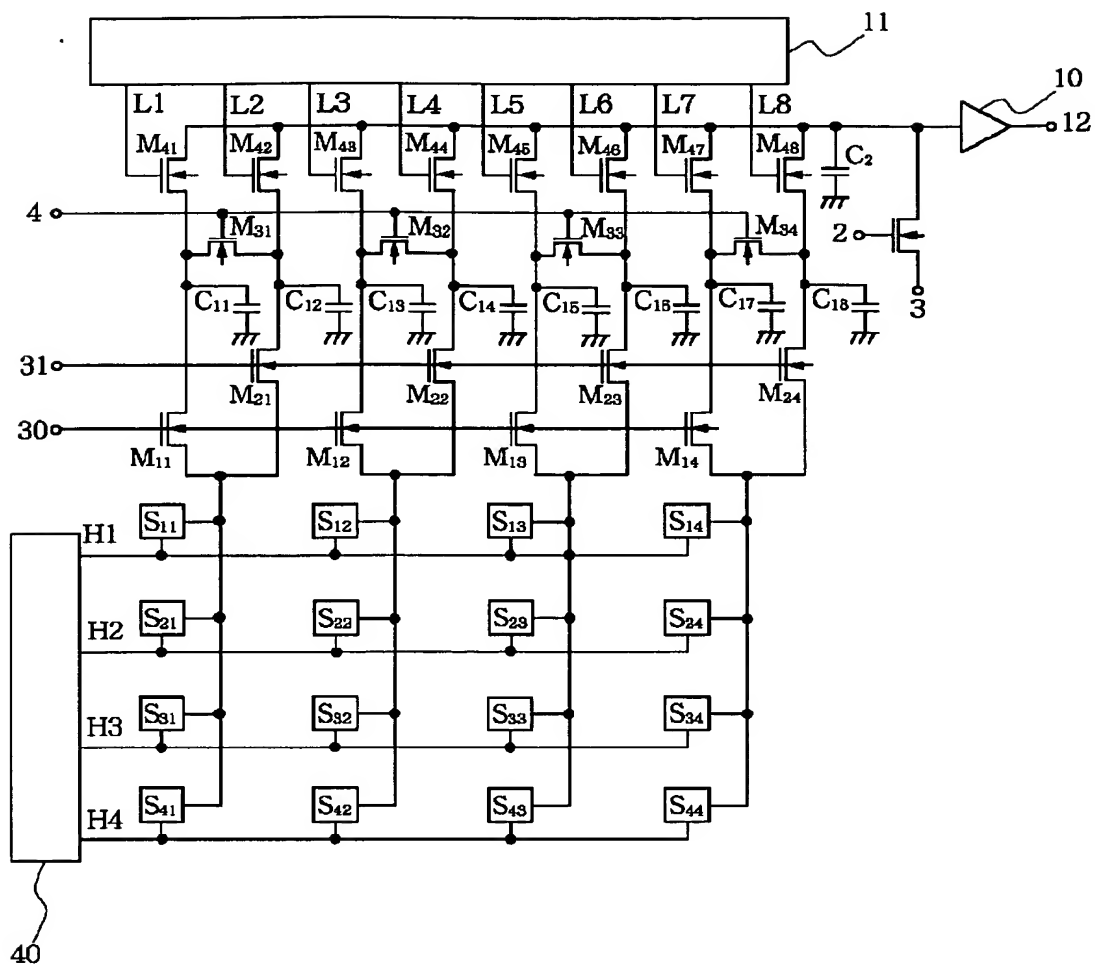 11
10
L1 L2 L3 L4 L5 L6 L7 L8
12
M41 M42 M43 M44 M45 M46 M47 M48
C2
4
M31 M32 M33 M34
2
3
C11 C12 C13 C14 C15 C16 C17 C18
31
M21 M22 M23 M24
30
M11 M12 M13 M14
S11 S12 S13 S14
H1
S21 S22 S23 S24
H2
S31 S32 S33 S34
H3
S41 S42 S43 S44
H4
40